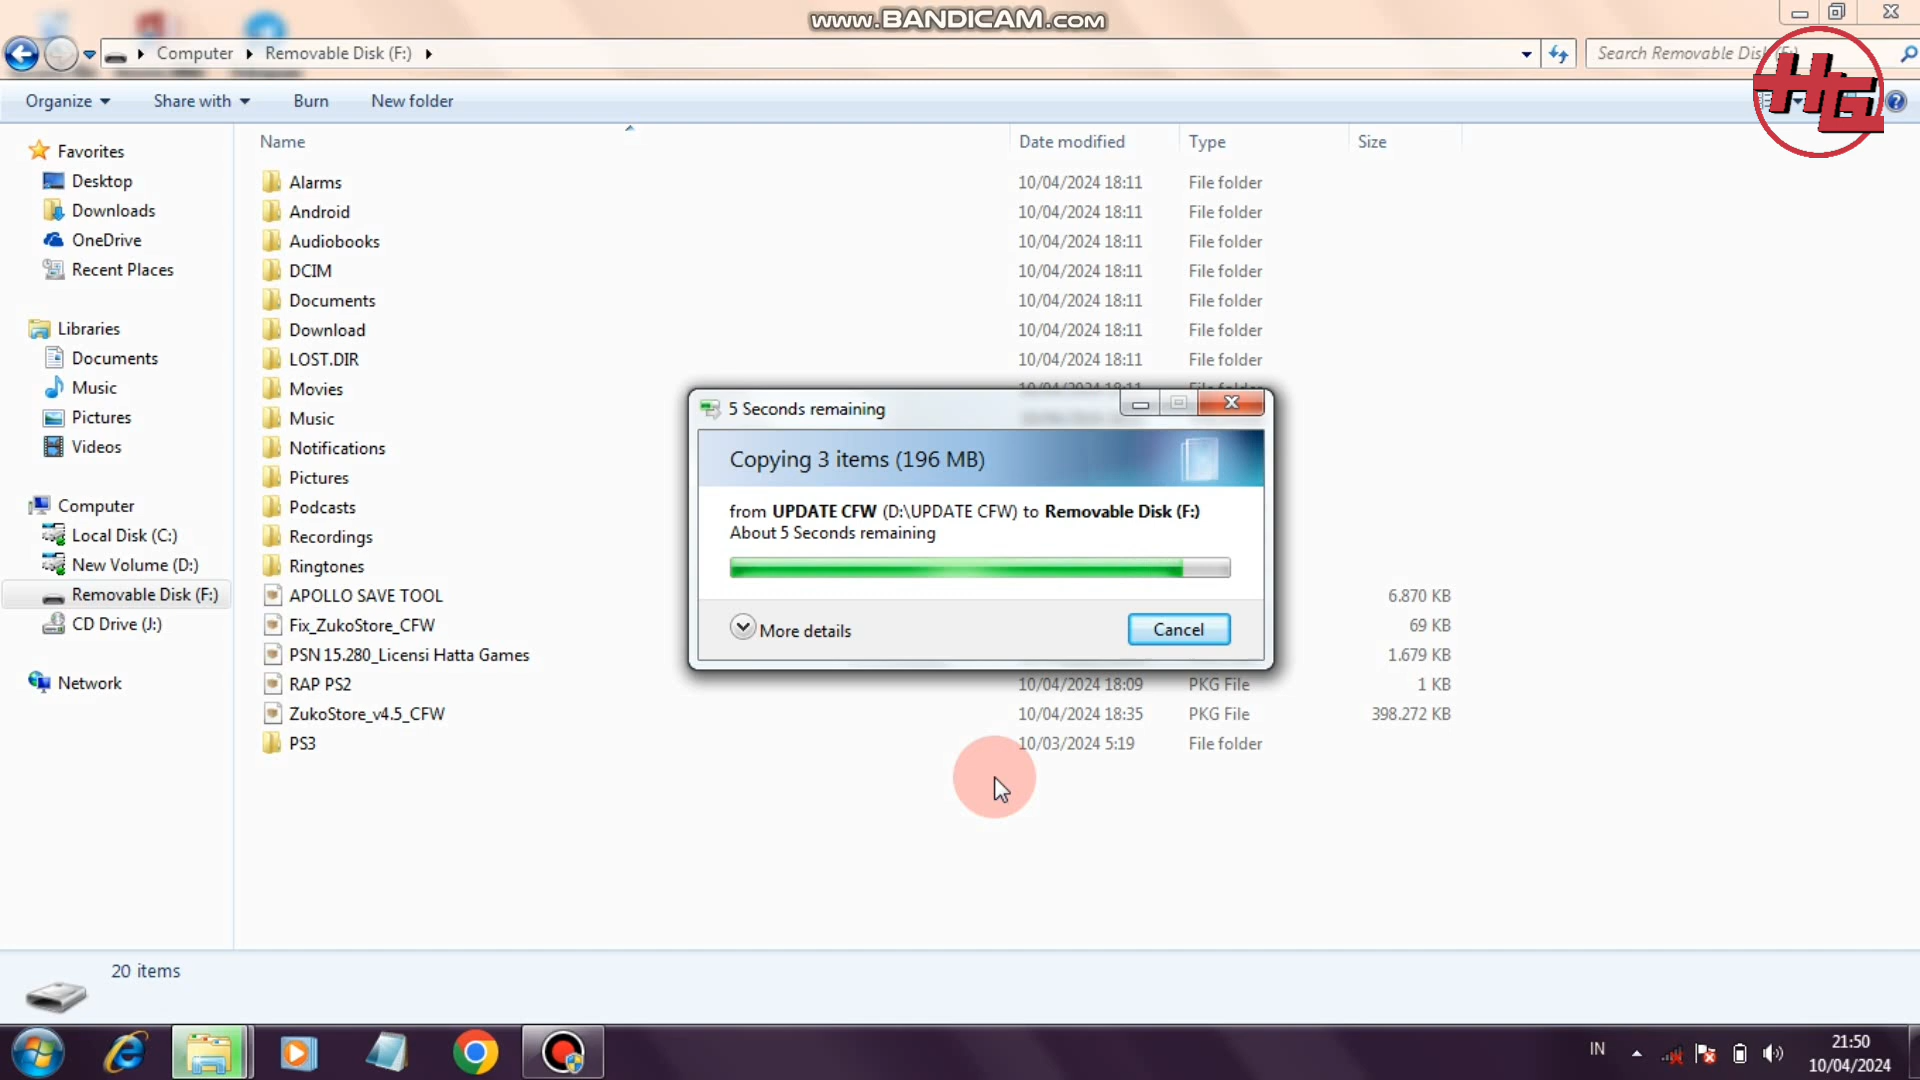 www.BANDICAM.com
Computer
Removable Disk (F:)
Search Removable Disk
HG
Organize
Share with
Burn
New folder
Name
Date modified
Type
Size
Favorites
Desktop
Downloads
OneDrive
Recent Places
Libraries
Documents
Music
Pictures
Videos
Computer
Local Disk (C:)
New Volume (D:)
Removable Disk (F:)
CD Drive (J:)
Network
Alarms 10/04/2024 18:11 File folder
Android 10/04/2024 18:11 File folder
Audiobooks 10/04/2024 18:11 File folder
DCIM 10/04/2024 18:11 File folder
Documents 10/04/2024 18:11 File folder
Download 10/04/2024 18:11 File folder
LOST.DIR 10/04/2024 18:11 File folder
Movies 10/04/2024 18:11 File folder
Music
Notifications
Pictures
Podcasts
Recordings
Ringtones
APOLLO SAVE TOOL 6.870 KB
Fix_ZukoStore_CFW 69 KB
PSN 15.280_Licensi Hatta Games 1.679 KB
RAP PS2 10/04/2024 18:09 PKG File 1 KB
ZukoStore_v4.5_CFW 10/04/2024 18:35 PKG File 398.272 KB
PS3 10/03/2024 5:19 File folder
5 Seconds remaining
Copying 3 items (196 MB)
from UPDATE CFW (D:\UPDATE CFW) to Removable Disk (F:)
About 5 Seconds remaining
More details
Cancel
20 items
IN
21:50
10/04/2024